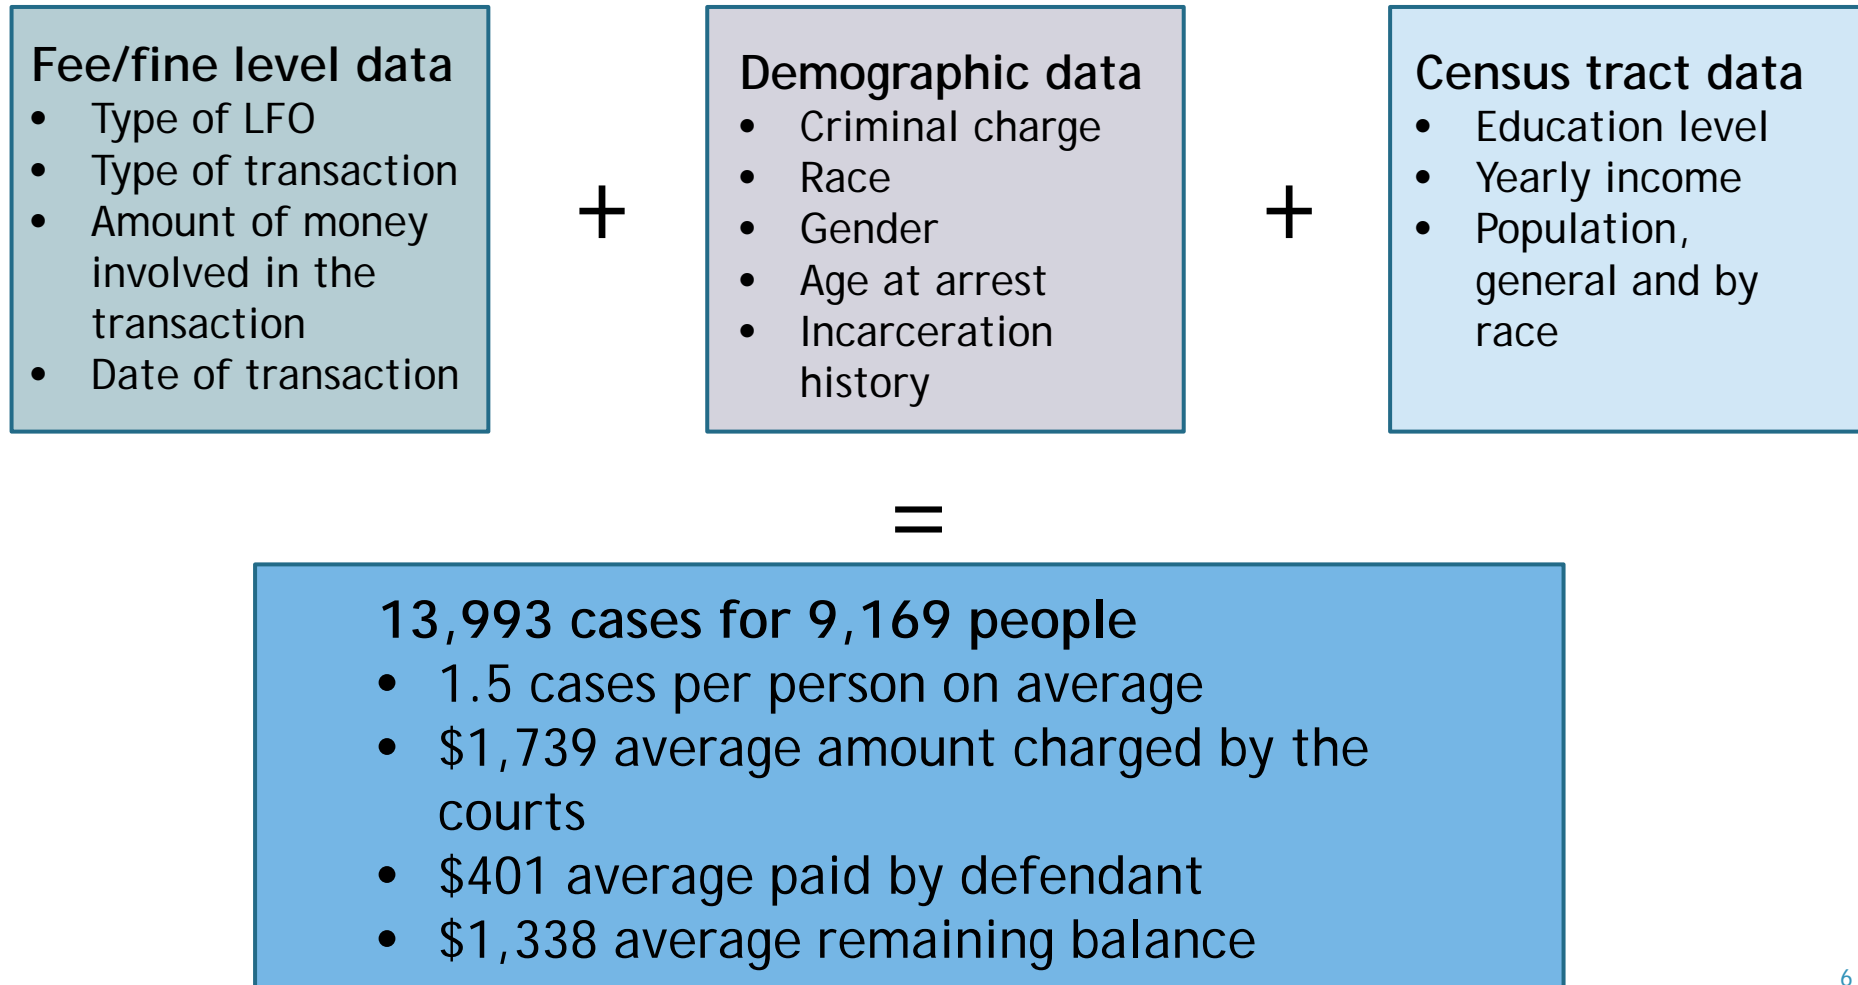 Fee/fine level data
• Type of LFO
• Type of transaction
• Amount of money
involved in the
transaction
• Date of transaction
+
Demographic data
• Criminal charge
• Race
• Gender
• Age at arrest
• Incarceration
history
+
Census tract data
• Education level
• Yearly income
• Population,
general and by
race
=
13,993 cases for 9,169 people
• 1.5 cases per person on average
• $1,739 average amount charged by the
courts
• $401 average paid by defendant
• $1,338 average remaining balance
6